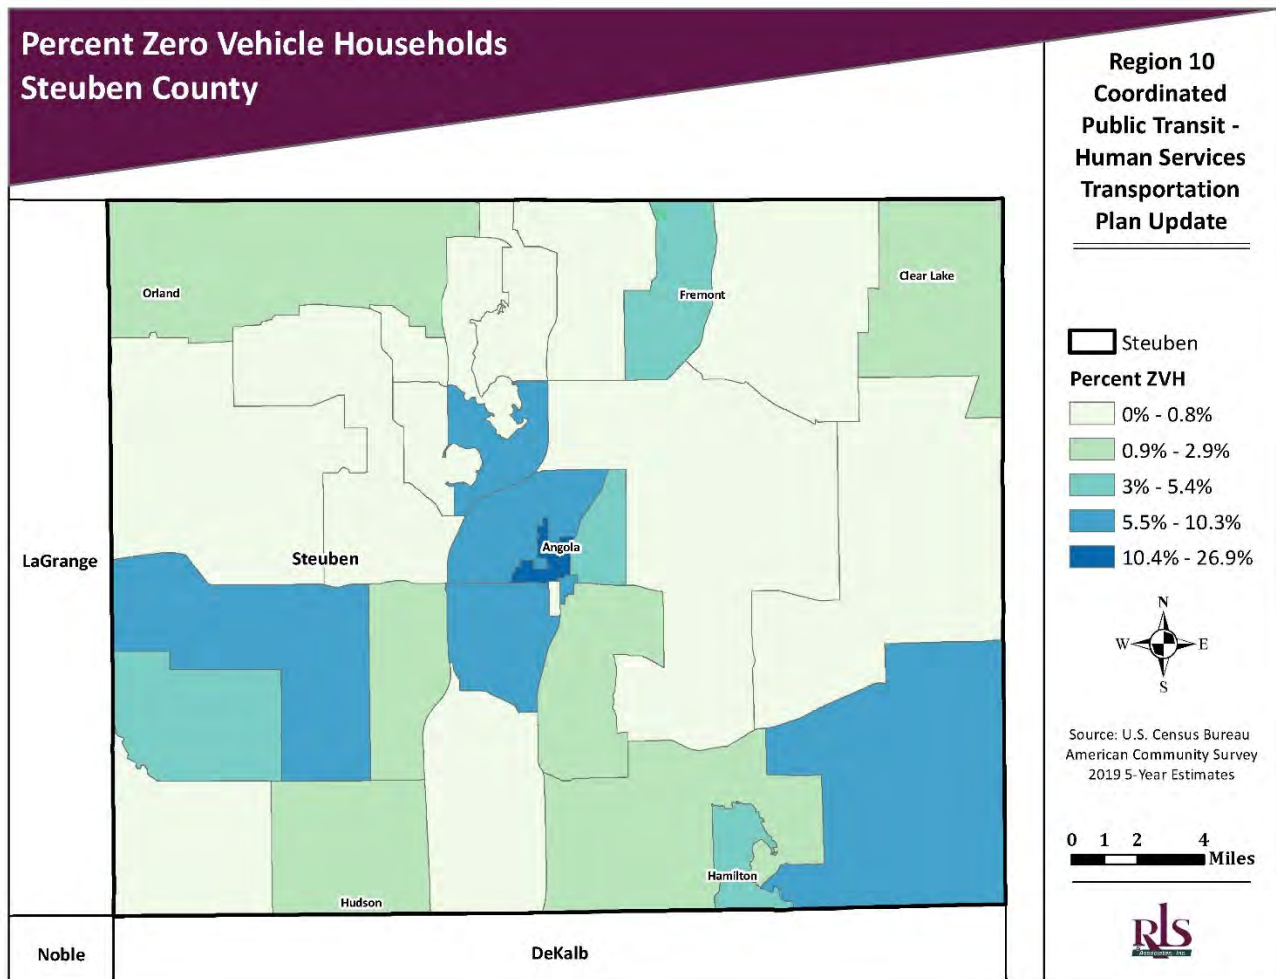 Percent Zero Vehicle Households
Steuben County
Region 10
Coordinated
Public Transit -
Human Services
Transportation
Plan Update
Orland
Fremont
Clear Lake
Angola
Steuben
LaGrange
Hamilton
Hudson
Noble
DeKalb
Steuben
Percent ZVH
0% - 0.8%
0.9% - 2.9%
3% - 5.4%
5.5% - 10.3%
10.4% - 26.9%
N
W E
S
Source: U.S. Census Bureau
American Community Survey
2019 5-Year Estimates
0 1 2 4
Miles
RLS
& Associates, Inc.